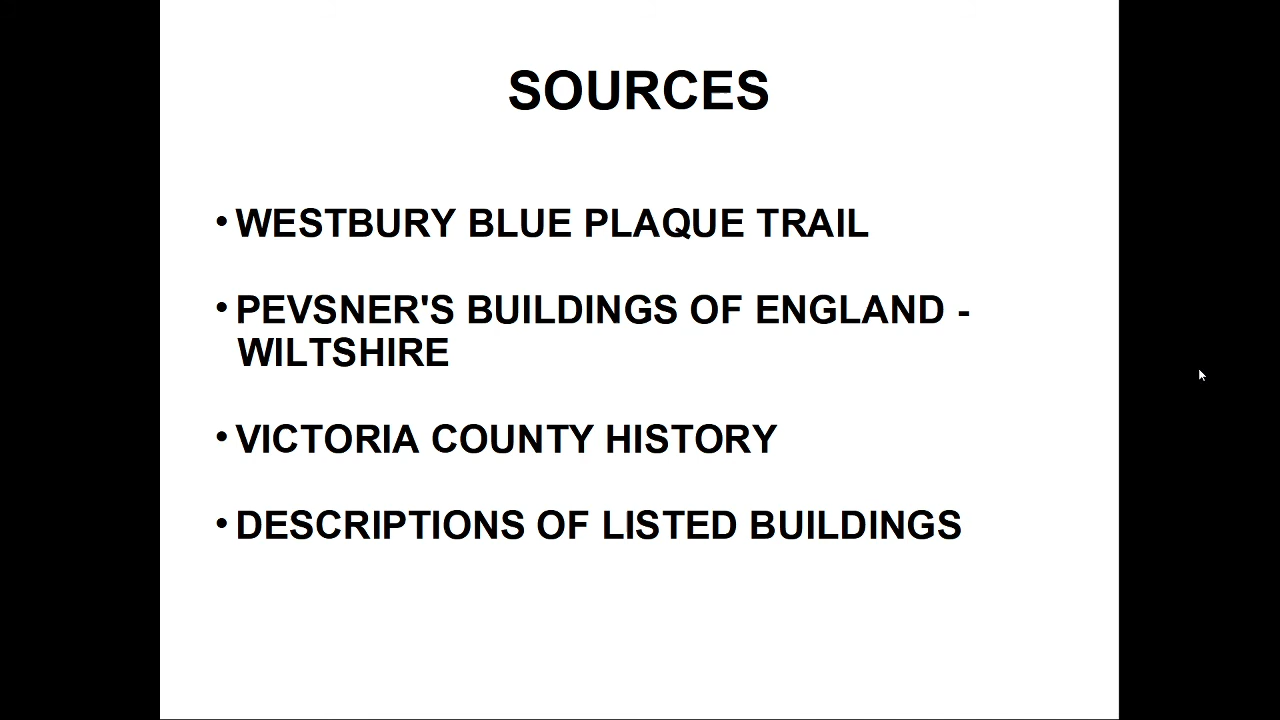 SOURCES
• WESTBURY BLUE PLAQUE TRAIL
• PEVSNER'S BUILDINGS OF ENGLAND -
WILTSHIRE
• VICTORIA COUNTY HISTORY
• DESCRIPTIONS OF LISTED BUILDINGS